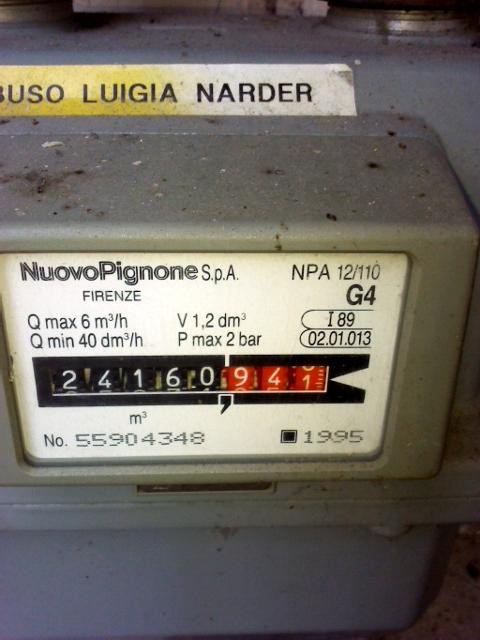 BUSO LUIGIA NARDER
NuovoPignone S.p.A. NPA 12/110
FIRENZE G4
Q max 6 m³/h V 1,2 dm³ I 89
Q min 40 dm³/h P max 2 bar 02.01.013
2 4 1 6 0 , 9 4 1
m³
No. 55904348 1995